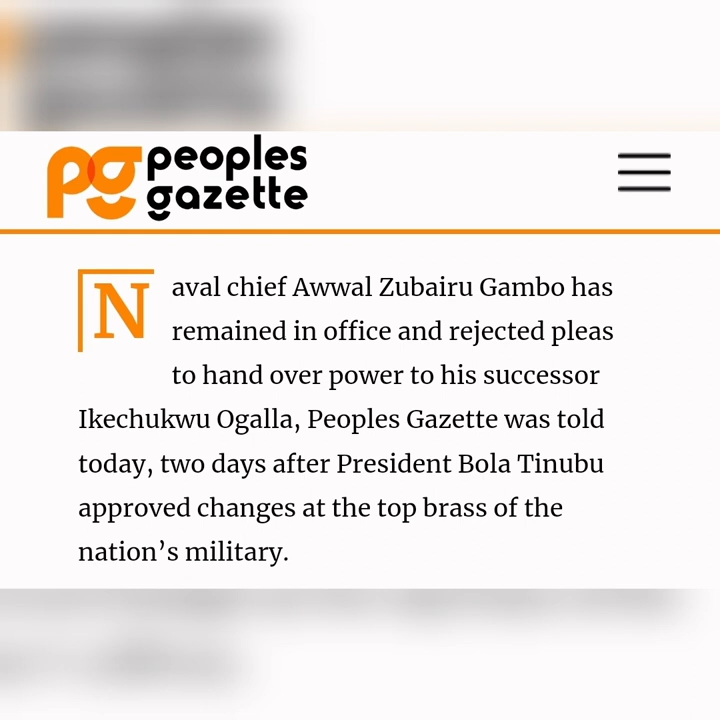 peoples
gazette
Naval chief Awwal Zubairu Gambo has
remained in office and rejected pleas
to hand over power to his successor
Ikechukwu Ogalla, Peoples Gazette was told
today, two days after President Bola Tinubu
approved changes at the top brass of the
nation’s military.